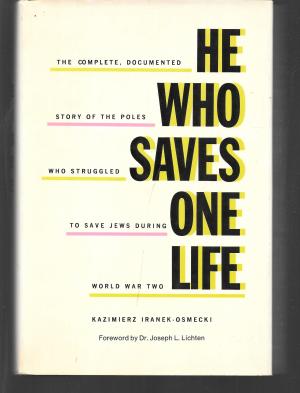 THE COMPLETE, DOCUMENTED
HE
STORY OF THE POLES
WHO
WHO STRUGGLED
SAVES
TO SAVE JEWS DURING
ONE
WORLD WAR TWO
LIFE
KAZIMIERZ IRANEK-OSMECKI
Foreword by Dr. Joseph L. Lichten